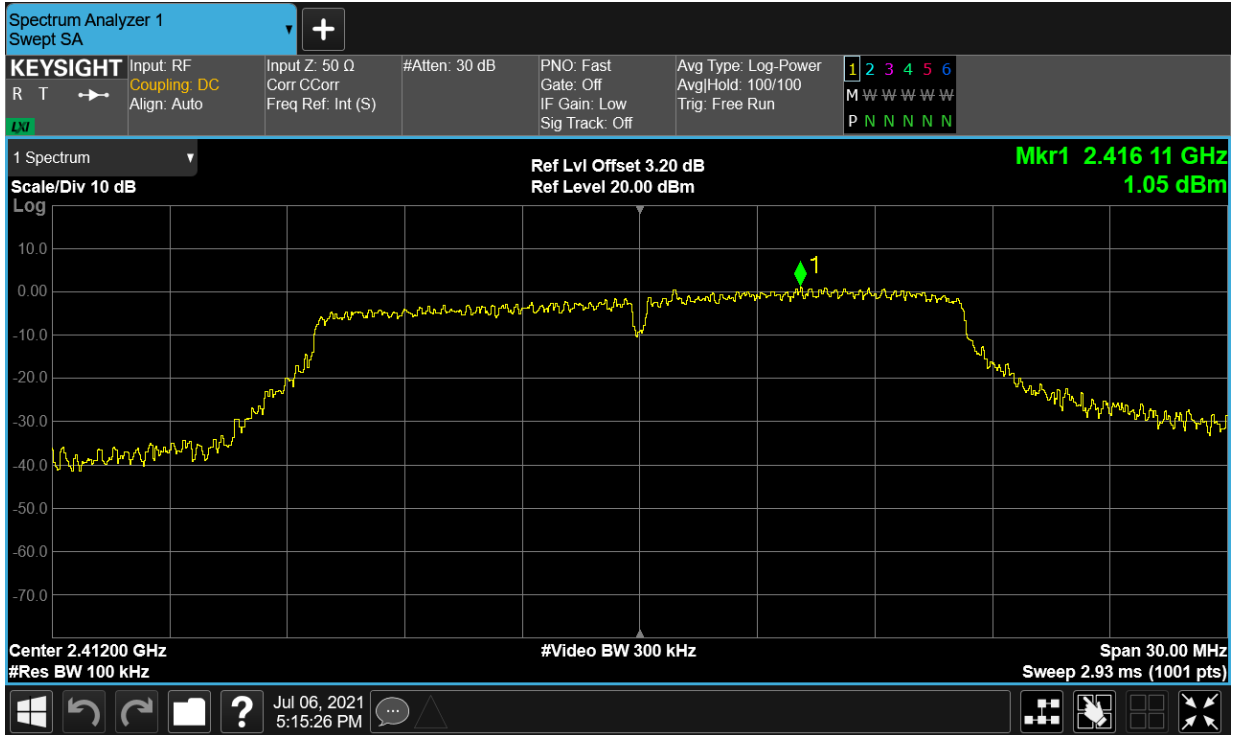 Spectrum Analyzer 1
Swept SA
+
KEYSIGHT
R T
LXI
Input: RF
Coupling: DC
Align: Auto
Input Z: 50 Ω
Corr CCorr
Freq Ref: Int (S)
#Atten: 30 dB
PNO: Fast
Gate: Off
IF Gain: Low
Sig Track: Off
Avg Type: Log-Power
Avg|Hold: 100/100
Trig: Free Run
1 2 3 4 5 6
M W W W W W
P N N N N N
1 Spectrum
Scale/Div 10 dB
Log
Ref Lvl Offset 3.20 dB
Ref Level 20.00 dBm
Mkr1 2.416 11 GHz
1.05 dBm
10.0
0.00
-10.0
-20.0
-30.0
-40.0
-50.0
-60.0
-70.0
1
Center 2.41200 GHz
#Res BW 100 kHz
#Video BW 300 kHz
Span 30.00 MHz
Sweep 2.93 ms (1001 pts)
?
Jul 06, 2021
5:15:26 PM